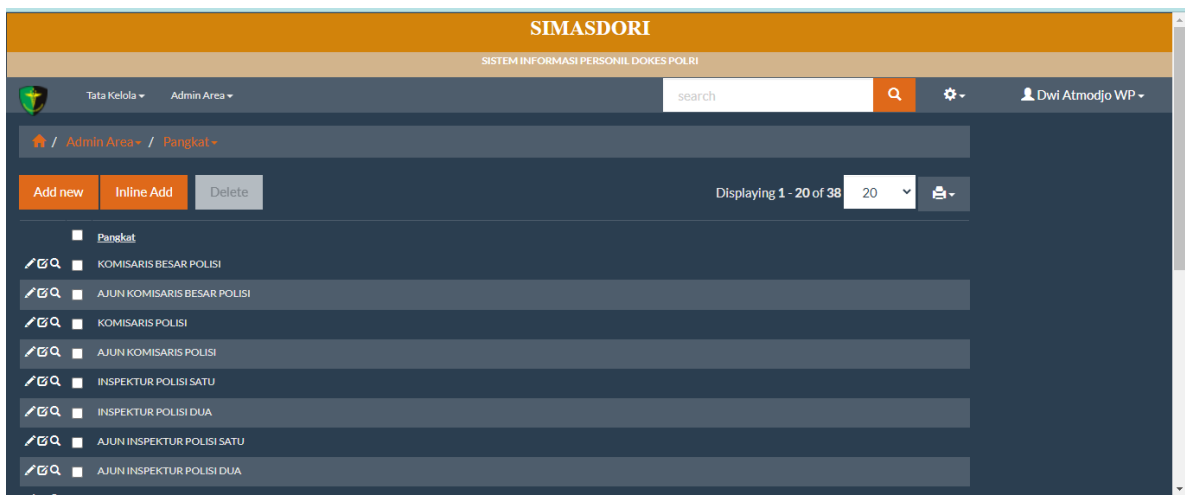 SIMASDORI
SISTEM INFORMASI PERSONIL DOKES POLRI
Tata Kelola Admin Area search Dwi Atmodjo WP
/ Admin Area / Pangkat
Add new Inline Add Delete Displaying 1 - 20 of 38 20
Pangkat
KOMISARIS BESAR POLISI
AJUN KOMISARIS BESAR POLISI
KOMISARIS POLISI
AJUN KOMISARIS POLISI
INSPEKTUR POLISI SATU
INSPEKTUR POLISI DUA
AJUN INSPEKTUR POLISI SATU
AJUN INSPEKTUR POLISI DUA